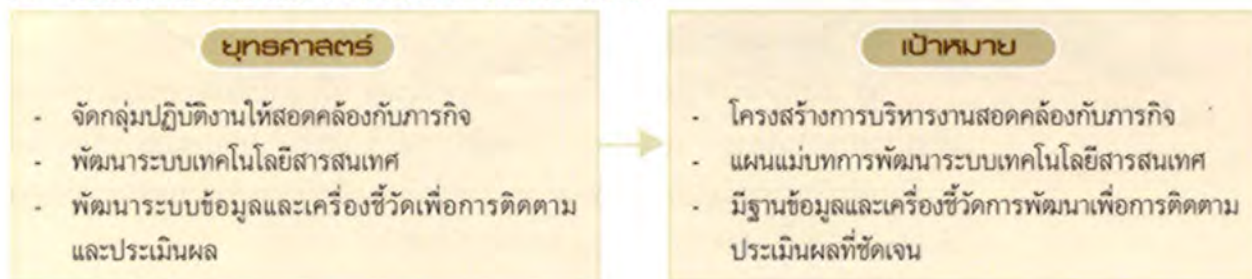 ยุทธศาสตร์
- จัดกลุ่มปฏิบัติงานให้สอดคล้องกับภารกิจ
- พัฒนาระบบเทคโนโลยีสารสนเทศ
- พัฒนาระบบข้อมูลและเครื่องชี้วัดเพื่อการติดตาม
และประเมินผล
เป้าหมาย
- โครงสร้างการบริหารงานสอดคล้องกับภารกิจ
- แผนแม่บทการพัฒนาระบบเทคโนโลยีสารสนเทศ
- มีฐานข้อมูลและเครื่องชี้วัดการพัฒนาเพื่อการติดตาม
ประเมินผลที่ชัดเจน